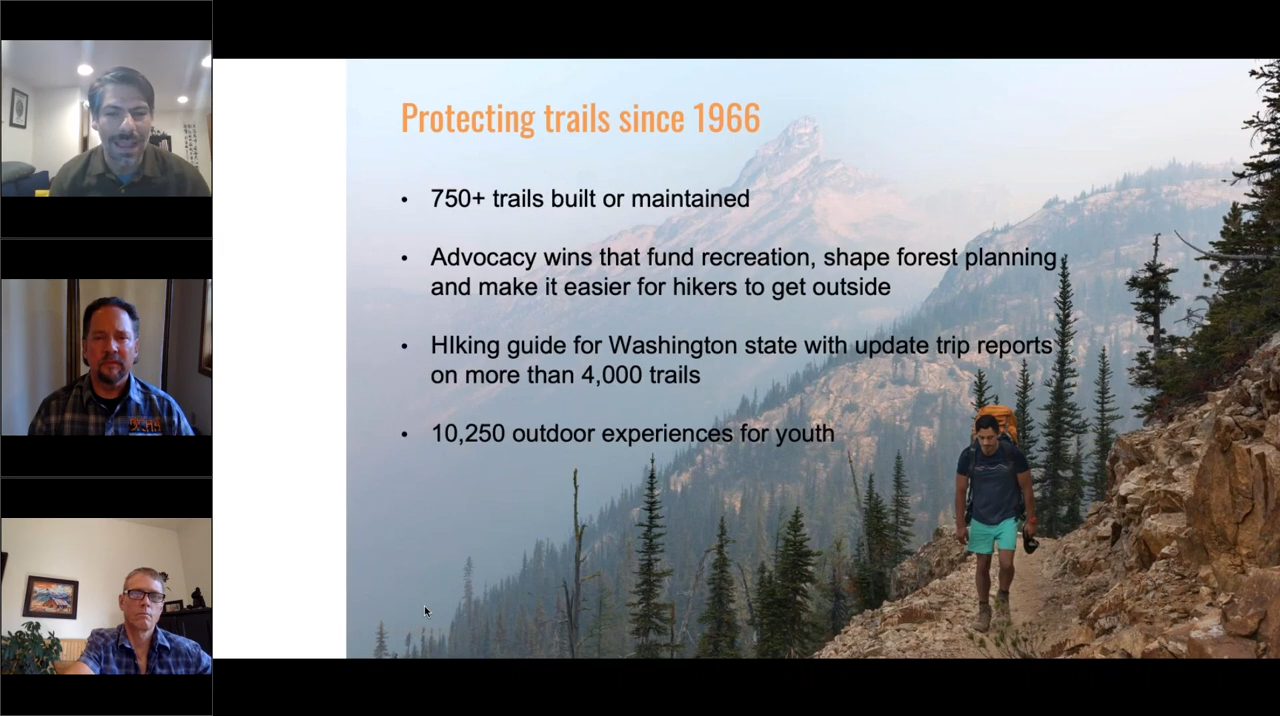 Protecting trails since 1966
• 750+ trails built or maintained
• Advocacy wins that fund recreation, shape forest planning
and make it easier for hikers to get outside
• HIking guide for Washington state with update trip reports
on more than 4,000 trails
• 10,250 outdoor experiences for youth